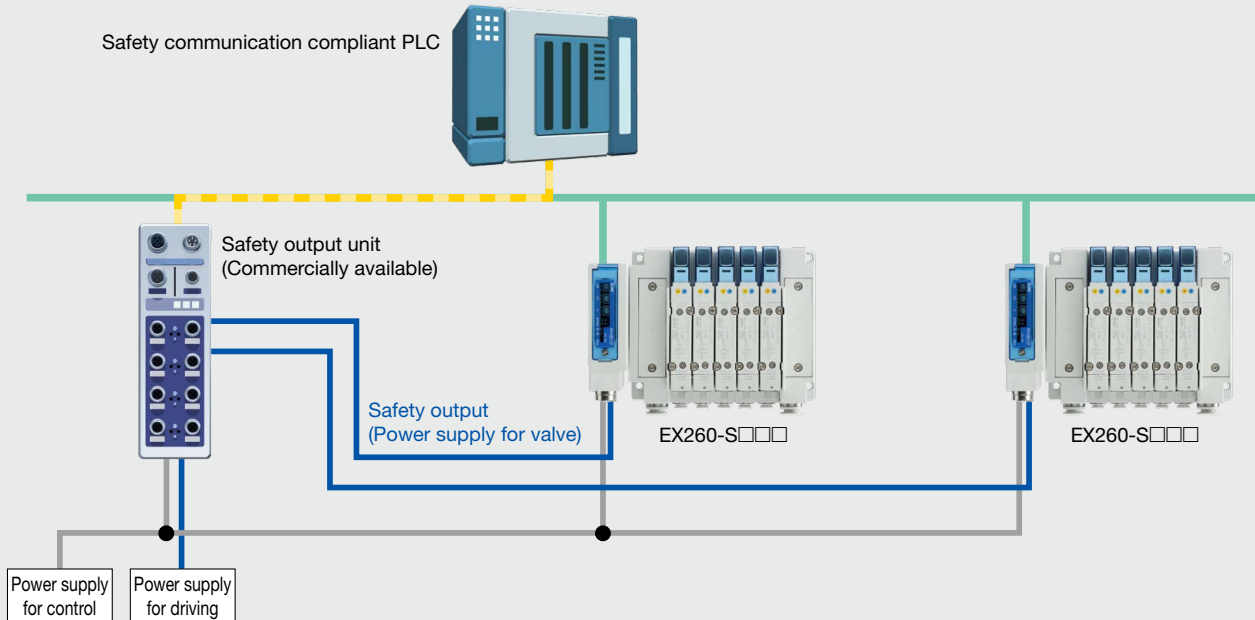 Safety communication compliant PLC
Safety output unit
(Commercially available)
Safety output
(Power supply for valve)
EX260-S□□□
EX260-S□□□
Power supply
for control
Power supply
for driving